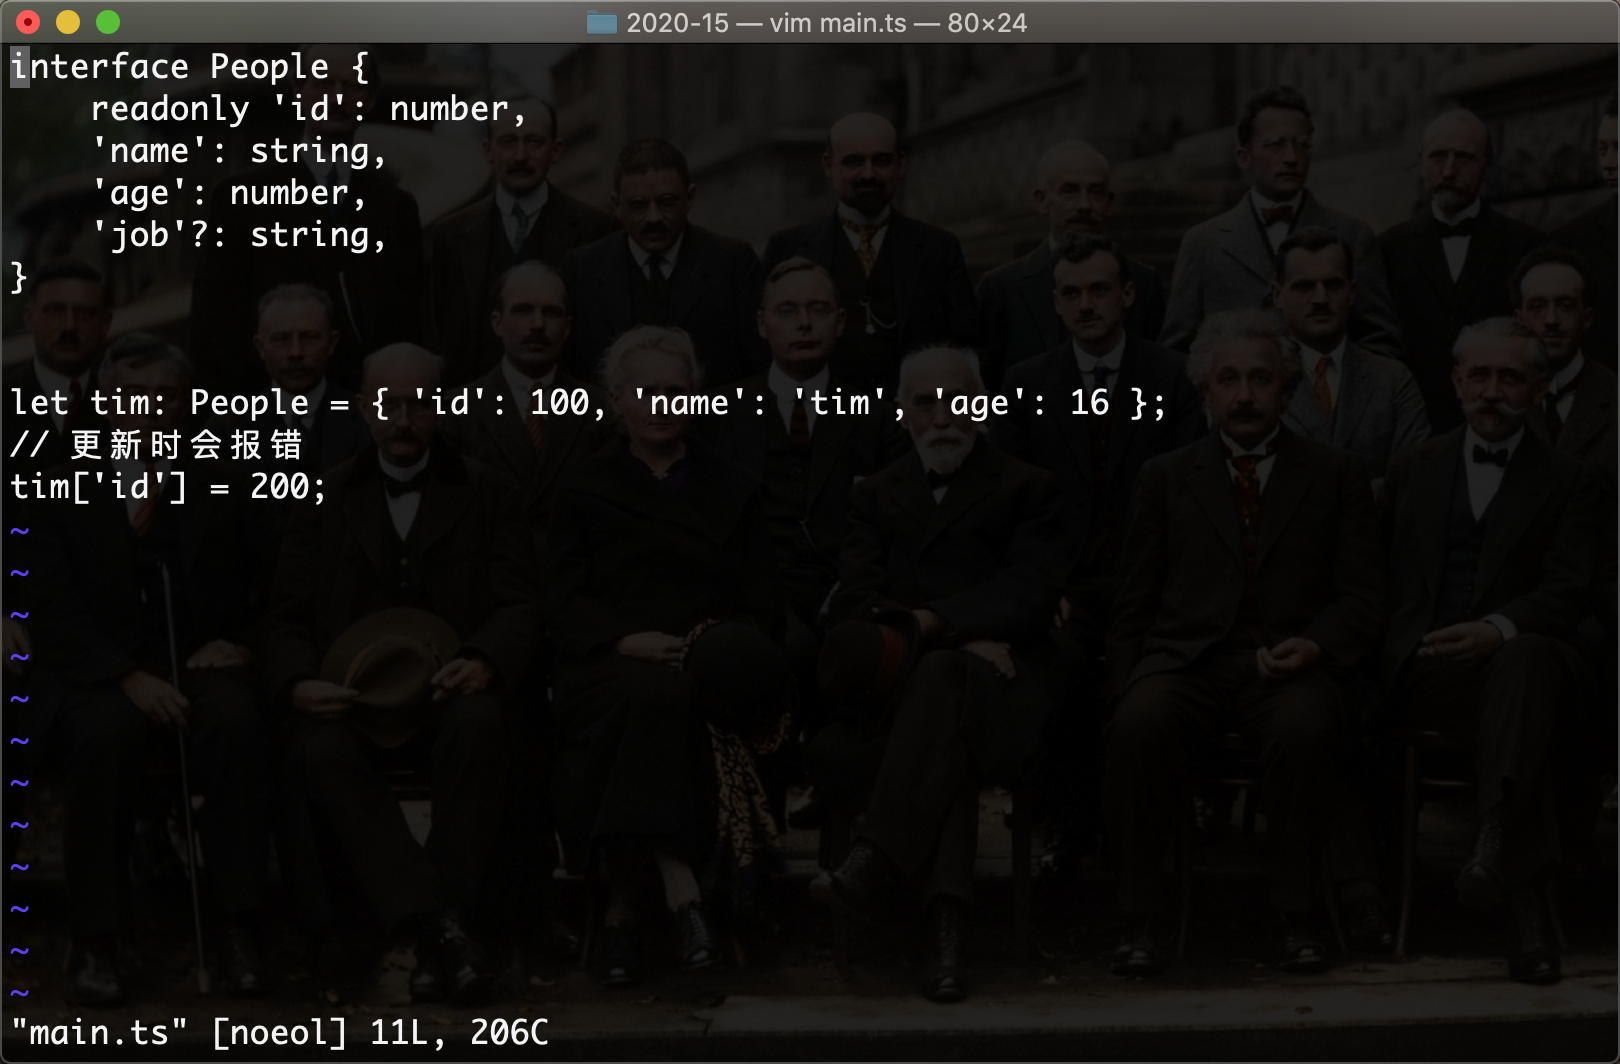 2020-15 — vim main.ts — 80×24
interface People {
    readonly 'id': number,
    'name': string,
    'age': number,
    'job'?: string,
}
let tim: People = { 'id': 100, 'name': 'tim', 'age': 16 };
// 更新时会报错
tim['id'] = 200;
~
~
~
~
~
~
~
~
~
~
~
~
"main.ts" [noeol] 11L, 206C